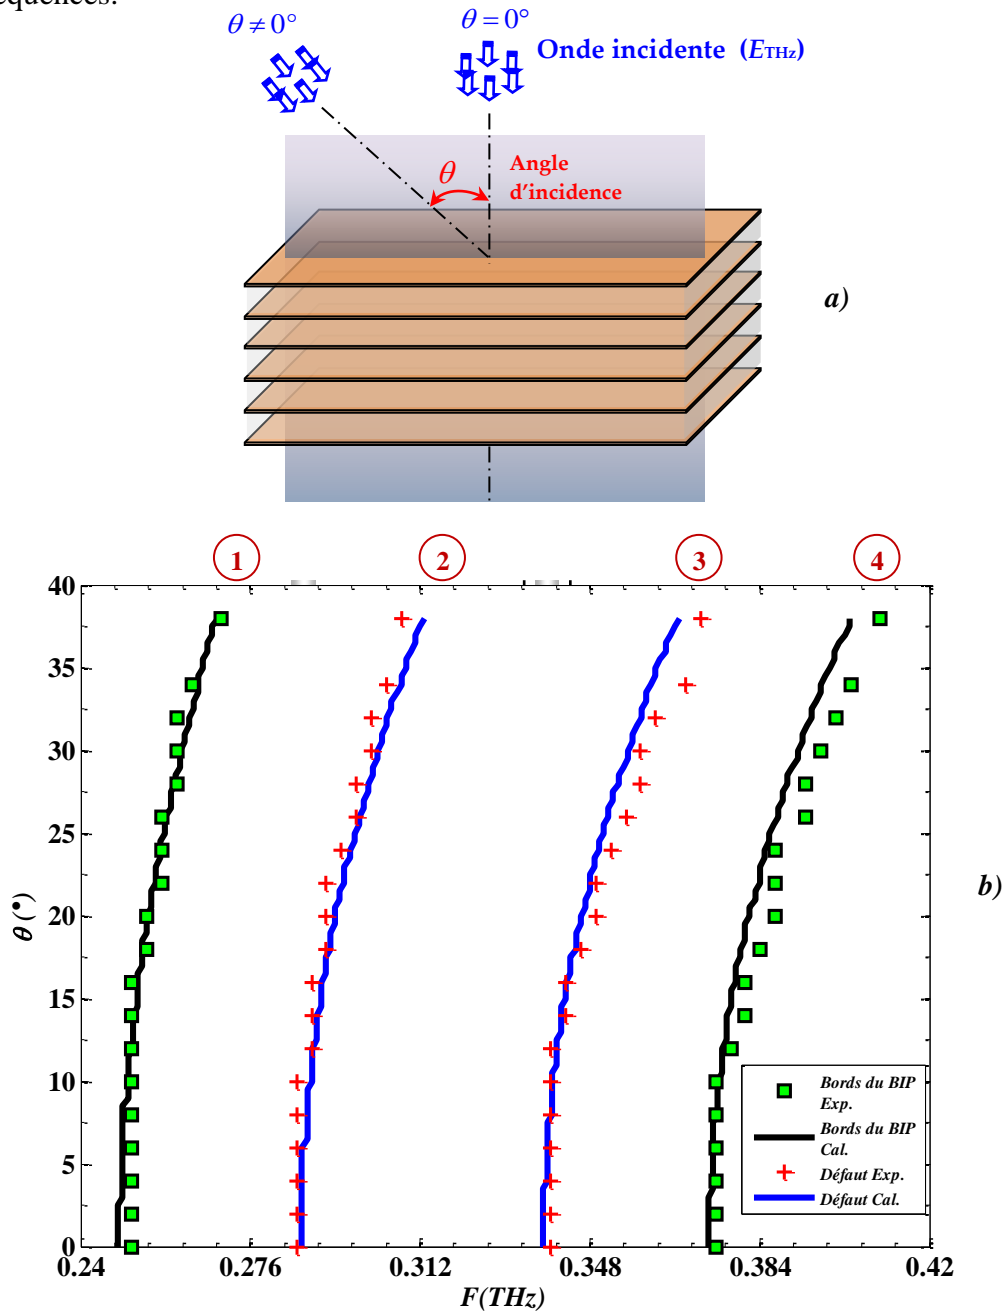 équences.
θ ≠ 0°
θ = 0°
Onde incidente (ETHz)
θ
Angle
d'incidence
a)
1 2 3 4
40
35
30
25
20
15
10
5
0
θ (°)
b)
Bords du BIP
Exp.
Bords du BIP
Cal.
Défaut Exp.
Défaut Cal.
0.24 0.276 0.312 0.348 0.384 0.42
F(THz)